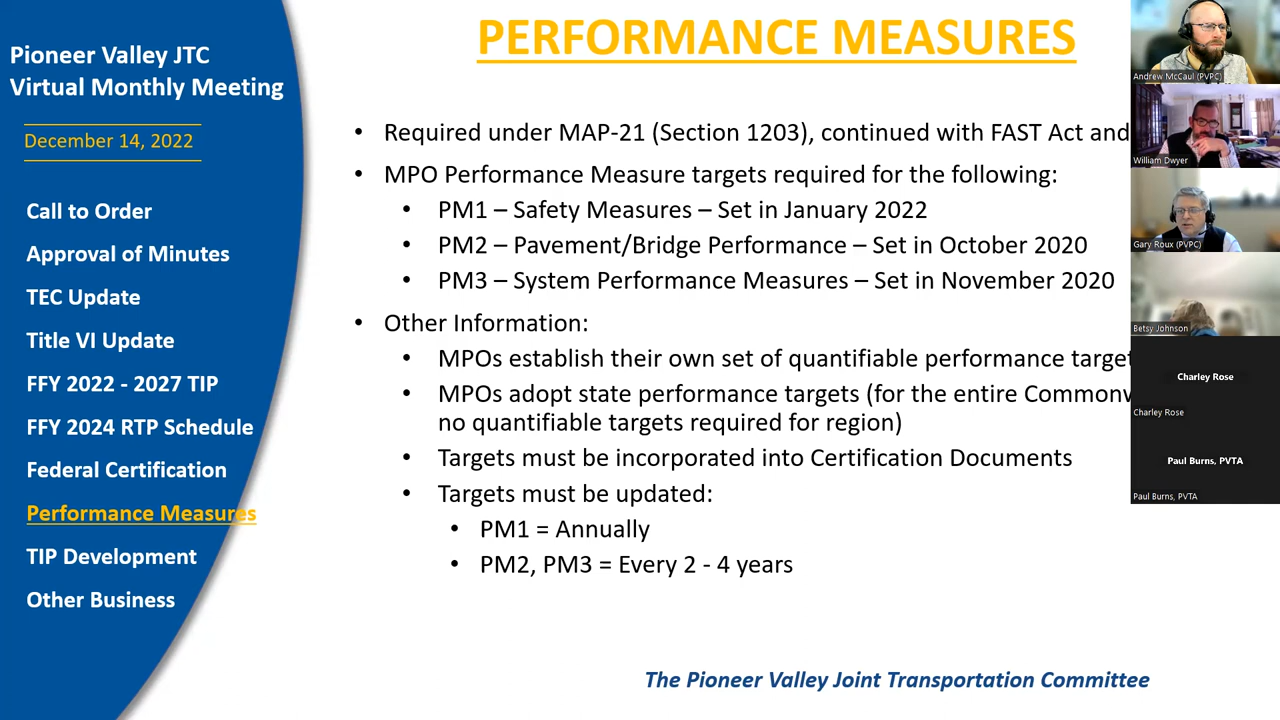 Pioneer Valley JTC
Virtual Monthly Meeting
December 14, 2022
Call to Order
Approval of Minutes
TEC Update
Title VI Update
FFY 2022 - 2027 TIP
FFY 2024 RTP Schedule
Federal Certification
Performance Measures
TIP Development
Other Business
PERFORMANCE MEASURES
• Required under MAP-21 (Section 1203), continued with FAST Act and
• MPO Performance Measure targets required for the following:
• PM1 – Safety Measures – Set in January 2022
• PM2 – Pavement/Bridge Performance – Set in October 2020
• PM3 – System Performance Measures – Set in November 2020
• Other Information:
• MPOs establish their own set of quantifiable performance target
• MPOs adopt state performance targets (for the entire Commonw
no quantifiable targets required for region)
• Targets must be incorporated into Certification Documents
• Targets must be updated:
• PM1 = Annually
• PM2, PM3 = Every 2 - 4 years
The Pioneer Valley Joint Transportation Committee
Andrew McCaul (PVPC)
William Dwyer
Gary Roux (PVPC)
Betsy Johnson
Charley Rose
Charley Rose
Paul Burns, PVTA
Paul Burns, PVTA